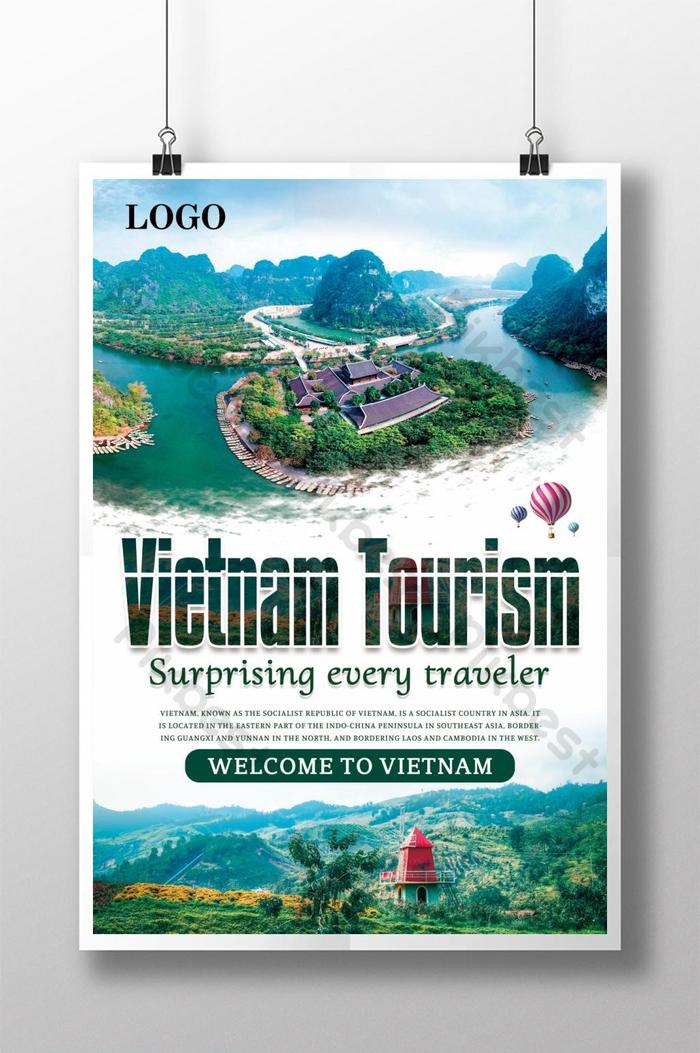 LOGO
Vietnam Tourism
Surprising every traveler
VIETNAM, KNOWN AS THE SOCIALIST REPUBLIC OF VIETNAM, IS A SOCIALIST COUNTRY IN ASIA. IT
IS LOCATED IN THE EASTERN PART OF THE INDO-CHINA PENINSULA IN SOUTHEAST ASIA, BORDER-
ING GUANGXI AND YUNNAN IN THE NORTH, AND BORDERING LAOS AND CAMBODIA IN THE WEST.
WELCOME TO VIETNAM